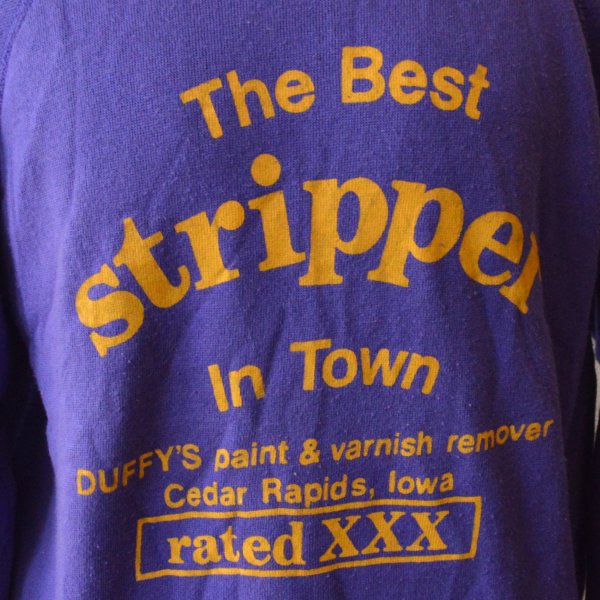 The Best
stripper
In Town
DUFFY'S paint & varnish remover
Cedar Rapids, Iowa
rated XXX